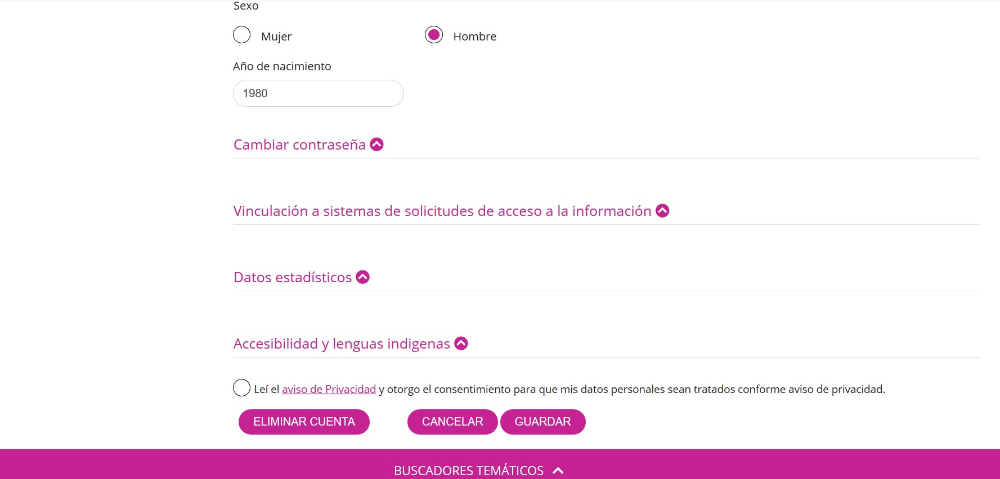 Sexo
Mujer Hombre
Año de nacimiento
1980
Cambiar contraseña
Vinculación a sistemas de solicitudes de acceso a la información
Datos estadísticos
Accesibilidad y lenguas indigenas
Leí el aviso de Privacidad y otorgo el consentimiento para que mis datos personales sean tratados conforme aviso de privacidad.
ELIMINAR CUENTA CANCELAR GUARDAR
BUSCADORES TEMÁTICOS